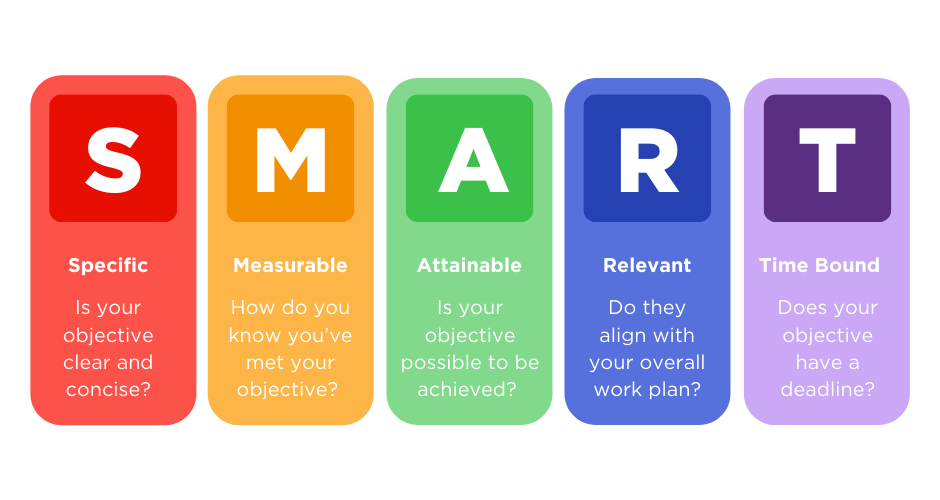 S
Specific
Is your
objective
clear and
concise?
M
Measurable
How do you
know you've
met your
objective?
A
Attainable
Is your
objective
possible to be
achieved?
R
Relevant
Do they
align with
your overall
work plan?
T
Time Bound
Does your
objective
have a
deadline?